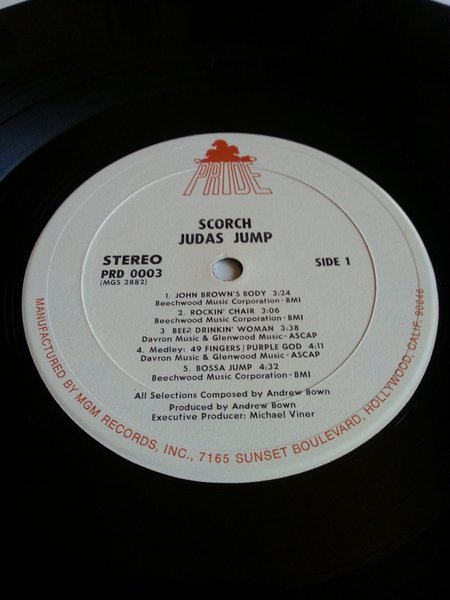 PRIDE
SCORCH
JUDAS JUMP
STEREO
PRD 0003
(MGS 2882)
SIDE 1
1. JOHN BROWN'S BODY 3:24
Beechwood Music Corporation - BMI
2. ROCKIN' CHAIR 3:06
Beechwood Music Corporation - BMI
3 BEER DRINKIN' WOMAN 3:38
Davron Music & Glenwood Music - ASCAP
4. Medley: 49 FINGERS / PURPLE GOD 4:11
Davron Music & Glenwood Music - ASCAP
5. BOSSA JUMP 4:32
Beechwood Music Corporation - BMI
All Selections Composed by Andrew Bown
Produced by Andrew Bown
Executive Producer: Michael Viner
MANUFACTURED BY MGM RECORDS, INC., 7165 SUNSET BOULEVARD, HOLLYWOOD, CALIF. 90046